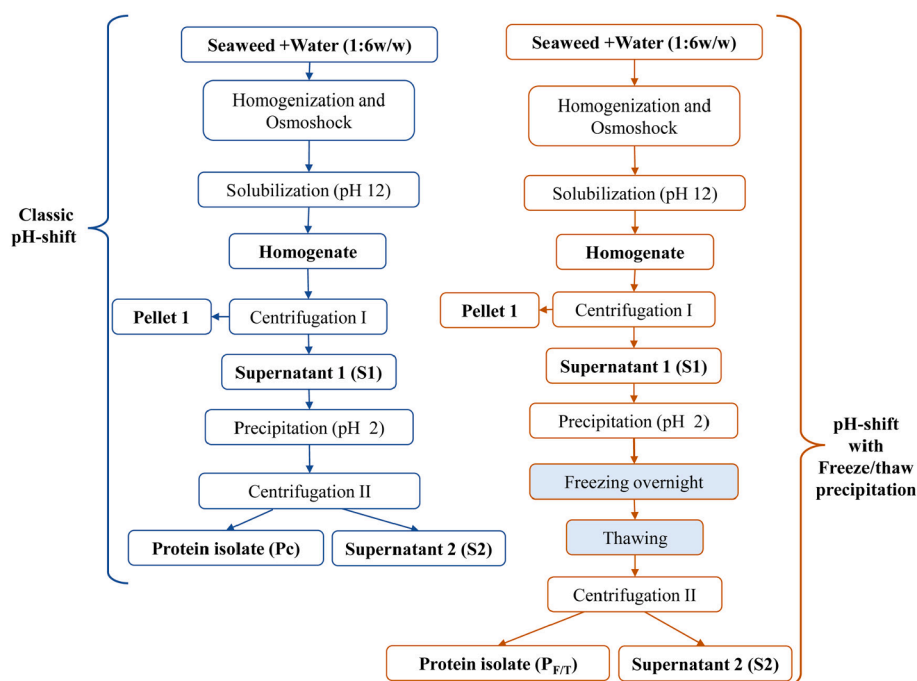 Classic
pH-shift
Seaweed +Water (1:6w/w)
Homogenization and
Osmoshock
Solubilization (pH 12)
Homogenate
Pellet 1
Centrifugation I
Supernatant 1 (S1)
Precipitation (pH 2)
Centrifugation II
Protein isolate (Pc)
Supernatant 2 (S2)
Seaweed +Water (1:6w/w)
Homogenization and
Osmoshock
Solubilization (pH 12)
Homogenate
Pellet 1
Centrifugation I
Supernatant 1 (S1)
Precipitation (pH 2)
Freezing overnight
Thawing
Centrifugation II
Protein isolate (PF/T)
Supernatant 2 (S2)
pH-shift
with
Freeze/thaw
precipitation